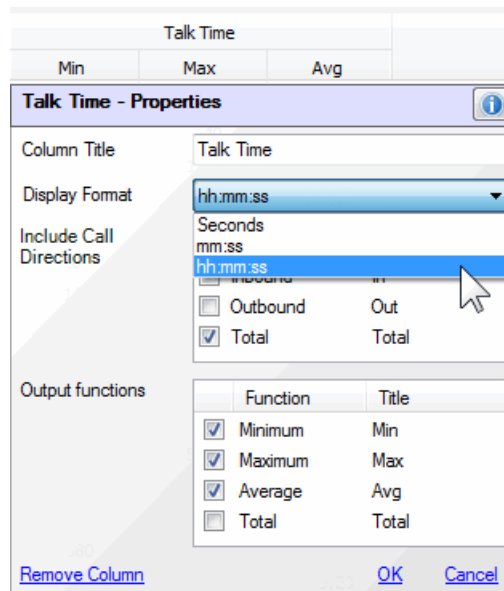 Talk Time
Min Max Avg
Talk Time - Properties
Column Title Talk Time
Display Format hh:mm:ss
Seconds
Include Call
mm:ss
Directions
hh:mm:ss
Inbound In
Outbound Out
Total Total
Output functions Function Title
Minimum Min
Maximum Max
Average Avg
Total Total
Remove Column OK Cancel